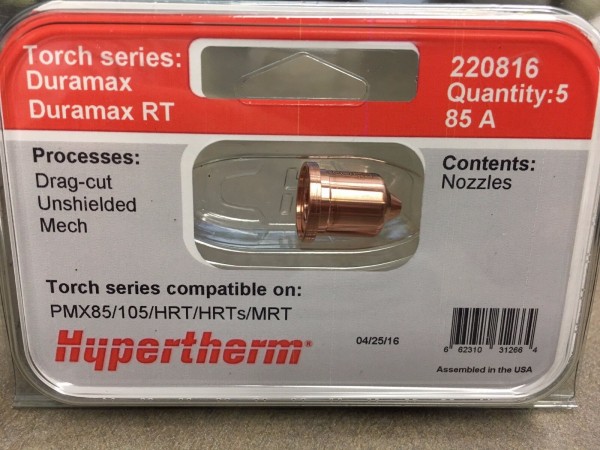 Torch series:
Duramax
Duramax RT
220816
Quantity:5
85 A
Processes:
Drag-cut
Unshielded
Mech
Contents:
Nozzles
Torch series compatible on:
PMX85/105/HRT/HRTs/MRT
Hypertherm®
04/25/16
6 62310 31266 4
Assembled in the USA